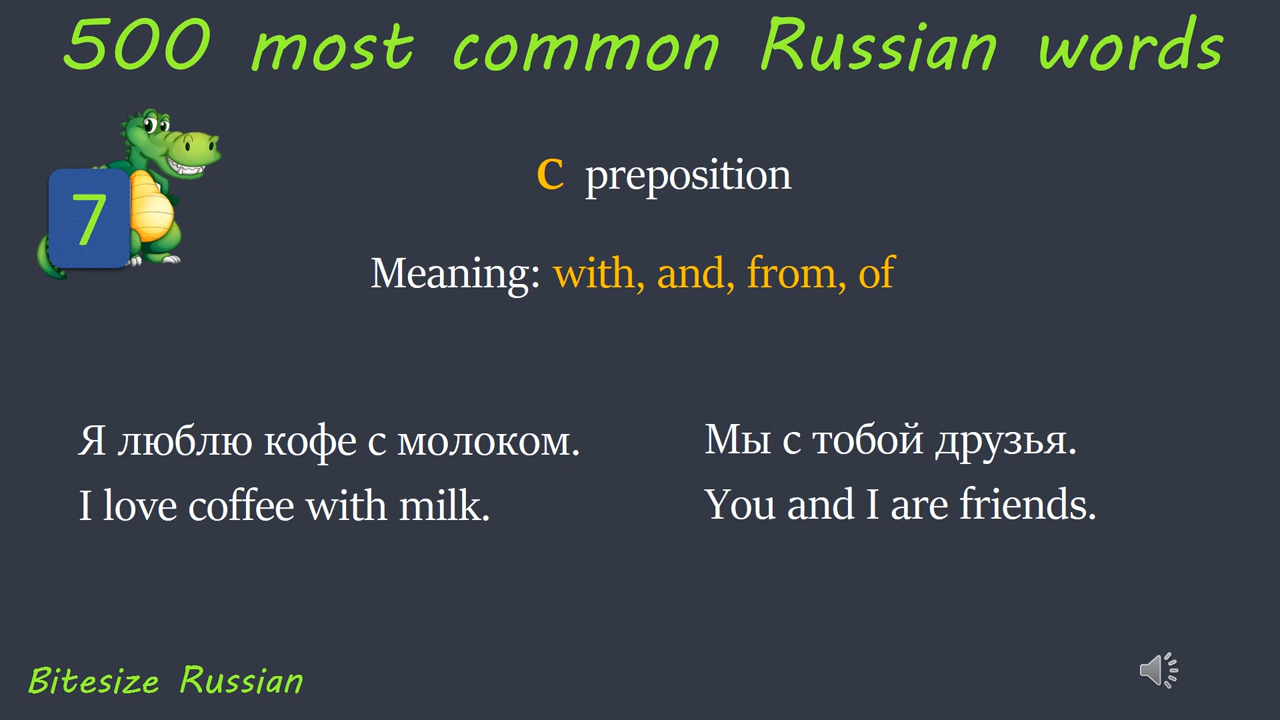 500 most common Russian words
7
с preposition
Meaning: with, and, from, of
Я люблю кофе с молоком.
I love coffee with milk.
Мы с тобой друзья.
You and I are friends.
Bitesize Russian